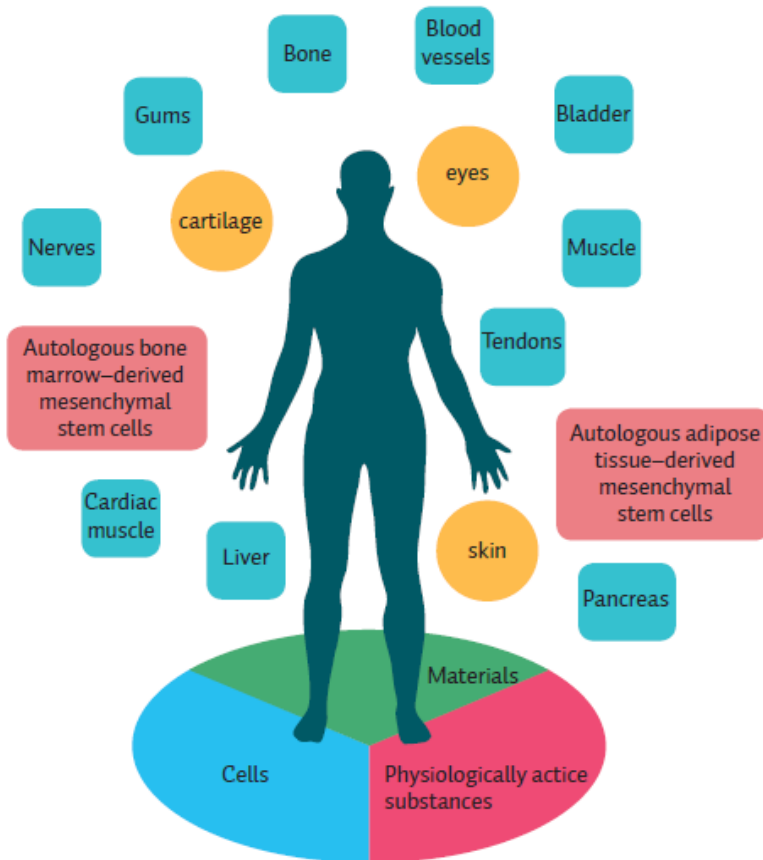 Blood
vessels
Bone
Gums
Bladder
eyes
cartilage
Nerves
Muscle
Tendons
Autologous bone
marrow–derived
mesenchymal
stem cells
Autologous adipose
tissue–derived
mesenchymal
stem cells
Cardiac
muscle
Liver
skin
Pancreas
Materials
Cells
Physiologically actice
substances